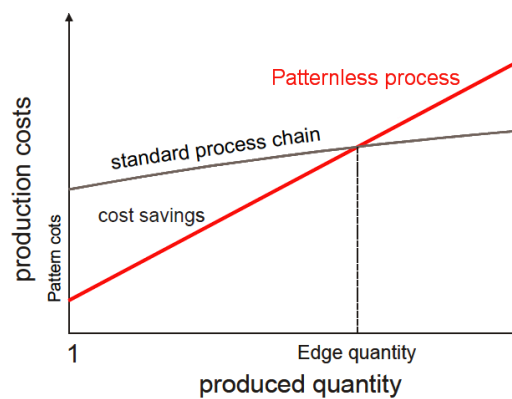 Patternless process
standard process chain
cost savings
production costs
Pattern cots
1
Edge quantity
produced quantity